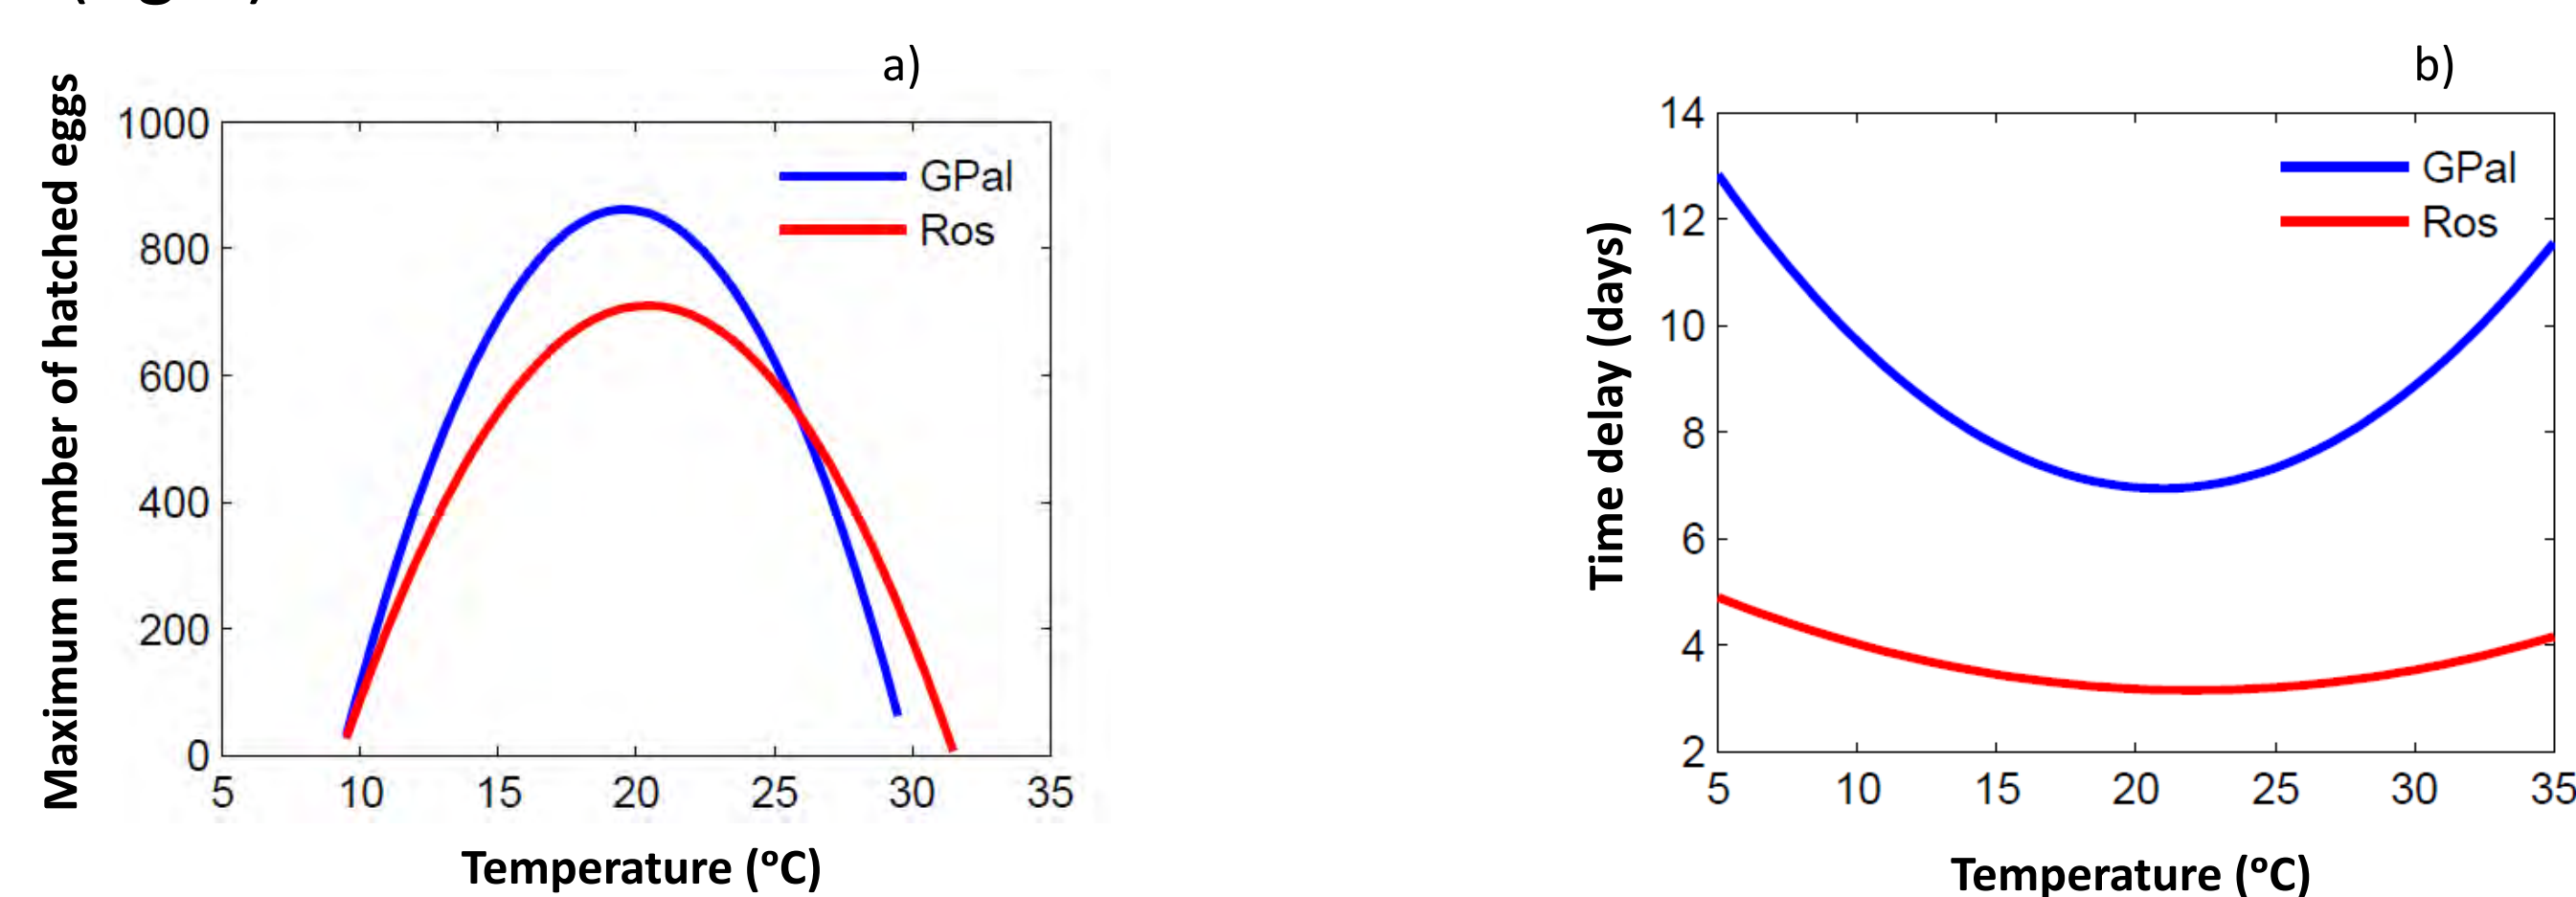 a)
Maximum number of hatched eggs
1000
800
600
400
200
0
5 10 15 20 25 30 35
GPal
Ros
Temperature (ºC)
b)
Time delay (days)
14
12
10
8
6
4
2
5 10 15 20 25 30 35
GPal
Ros
Temperature (ºC)